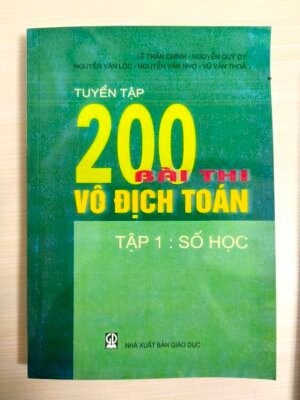 LÊ TRẦN CHÍNH - NGUYỄN QUÝ DY
NGUYỄN VĂN LỘC - NGUYỄN VĂN NHO - VŨ VĂN THOẢ
TUYỂN TẬP
200
BÀI THI
VÔ ĐỊCH TOÁN
TẬP 1 : SỐ HỌC
NHÀ XUẤT BẢN GIÁO DỤC